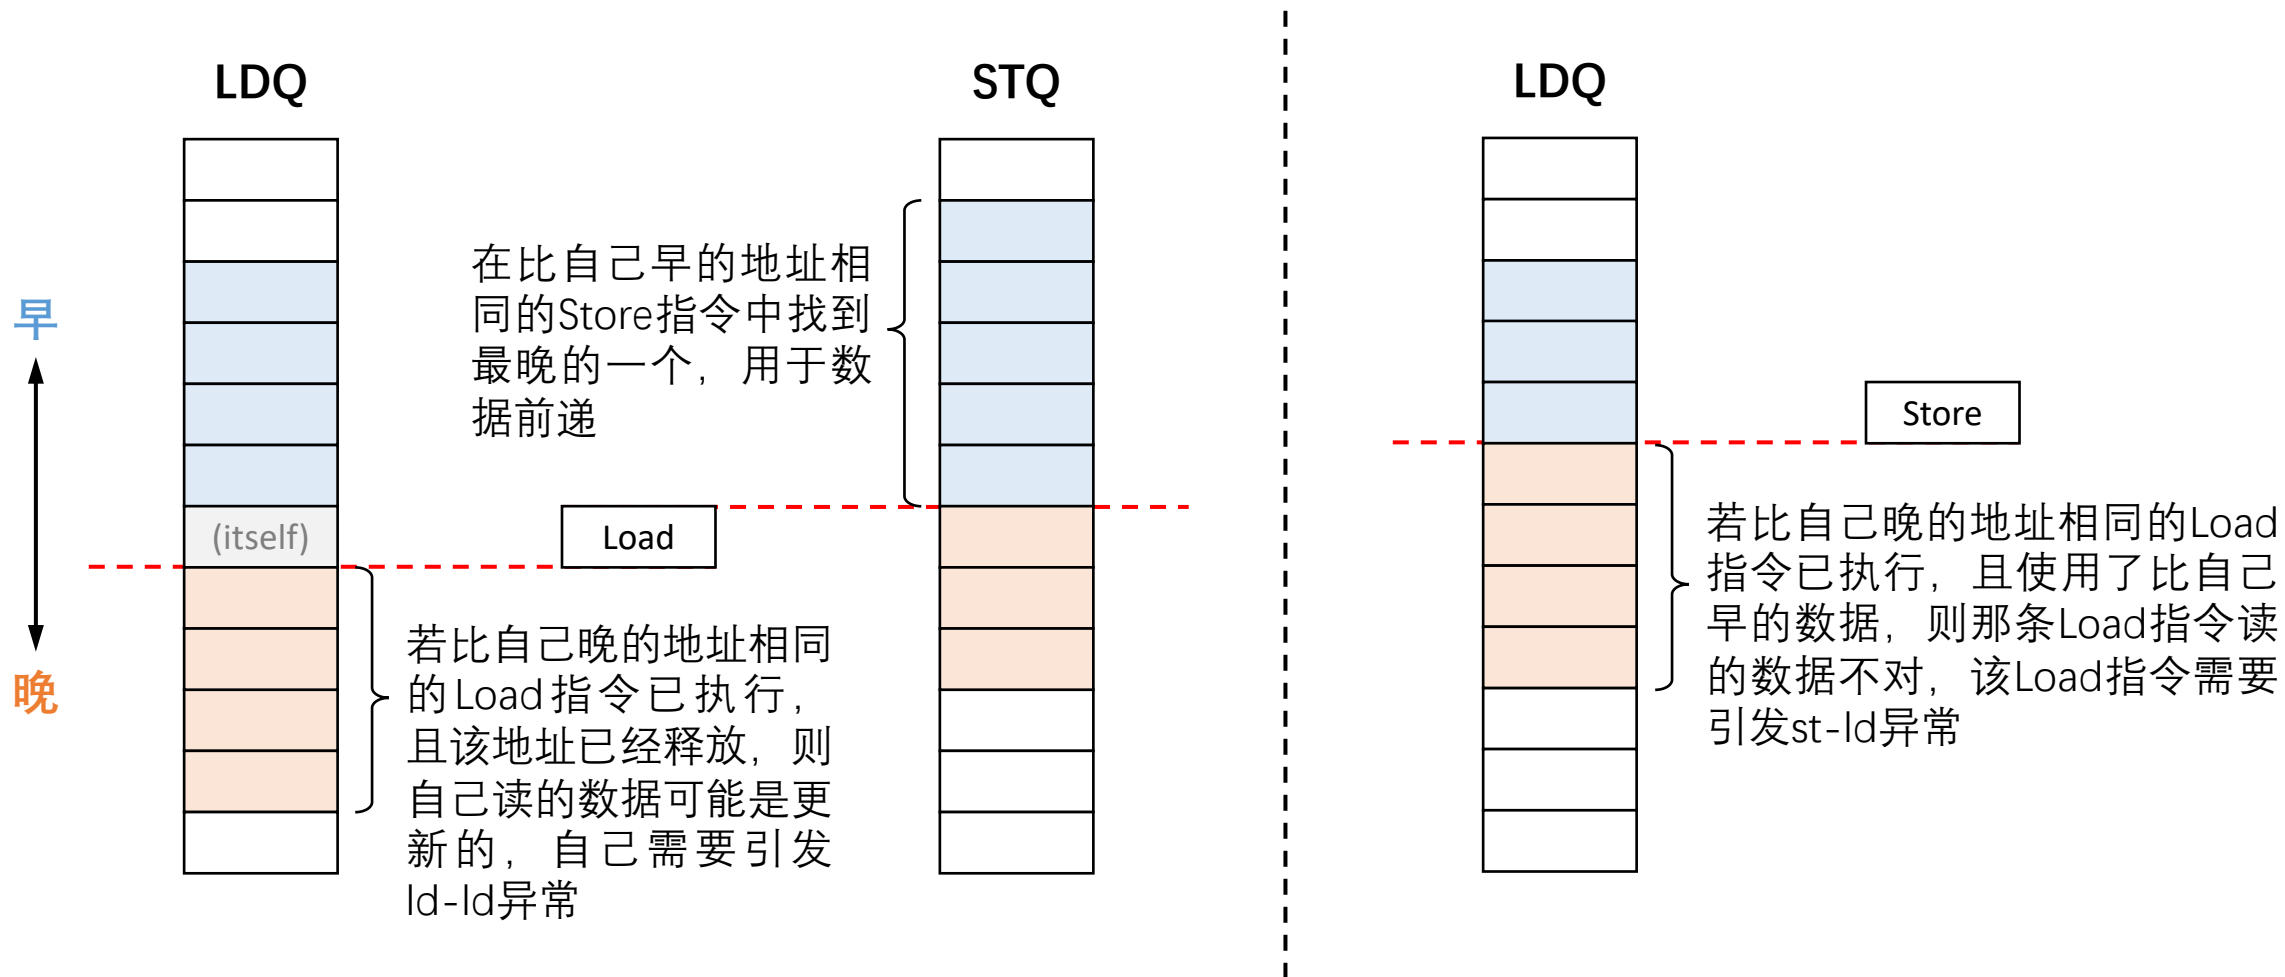 LDQ
STQ
LDQ
早
晚
在比自己早的地址相
同的Store指令中找到
最晚的一个，用于数
据前递
(itself)
Load
若比自己晚的地址相同
的Load指令已执行，
且该地址已经释放，则
自己读的数据可能是更
新的，自己需要引发
ld-ld异常
Store
若比自己晚的地址相同的Load
指令已执行，且使用了比自己
早的数据，则那条Load指令读
的数据不对，该Load指令需要
引发st-ld异常